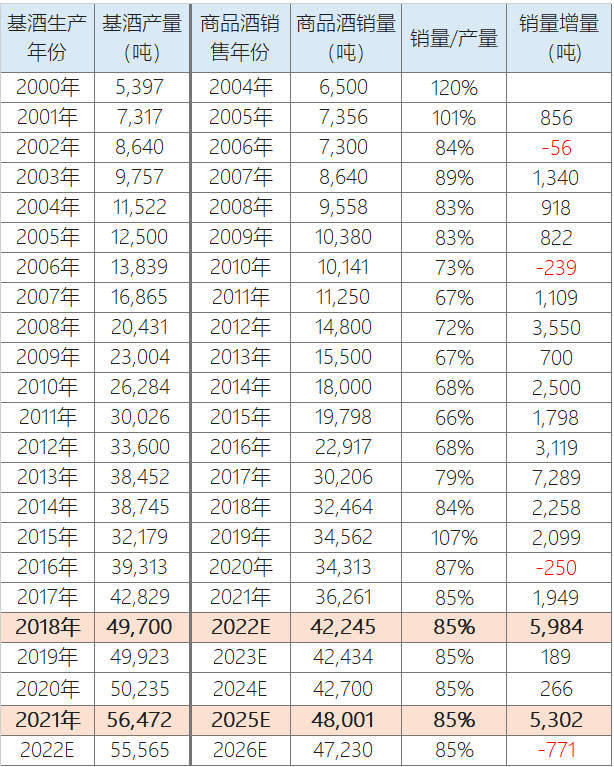 基酒生产年份 基酒产量（吨） 商品酒销售年份 商品酒销量（吨） 销量/产量 销量增量（吨)
2000年 5,397 2004年 6,500 120%
2001年 7,317 2005年 7,356 101% 856
2002年 8,640 2006年 7,300 84% -56
2003年 9,757 2007年 8,640 89% 1,340
2004年 11,522 2008年 9,558 83% 918
2005年 12,500 2009年 10,380 83% 822
2006年 13,839 2010年 10,141 73% -239
2007年 16,865 2011年 11,250 67% 1,109
2008年 20,431 2012年 14,800 72% 3,550
2009年 23,004 2013年 15,500 67% 700
2010年 26,284 2014年 18,000 68% 2,500
2011年 30,026 2015年 19,798 66% 1,798
2012年 33,600 2016年 22,917 68% 3,119
2013年 38,452 2017年 30,206 79% 7,289
2014年 38,745 2018年 32,464 84% 2,258
2015年 32,179 2019年 34,562 107% 2,099
2016年 39,313 2020年 34,313 87% -250
2017年 42,829 2021年 36,261 85% 1,949
2018年 49,700 2022E 42,245 85% 5,984
2019年 49,923 2023E 42,434 85% 189
2020年 50,235 2024E 42,700 85% 266
2021年 56,472 2025E 48,001 85% 5,302
2022E 55,565 2026E 47,230 85% -771